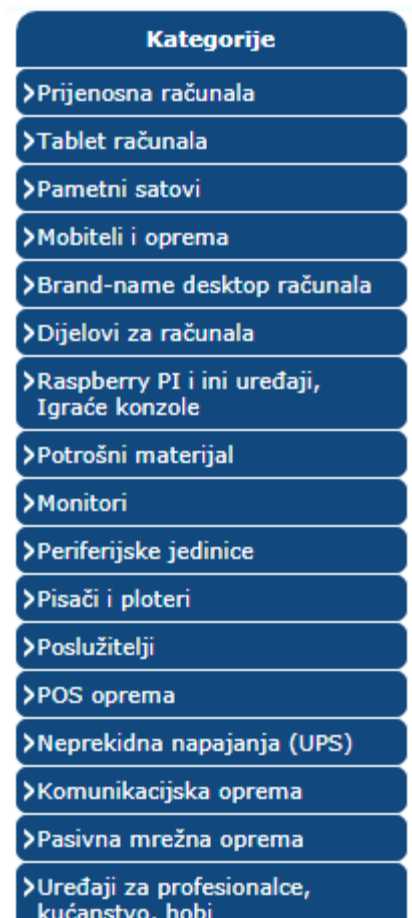 Kategorije
Prijenosna računala
Tablet računala
Pametni satovi
Mobiteli i oprema
Brand-name desktop računala
Dijelovi za računala
Raspberry PI i ini uređaji,
Igraće konzole
Potrošni materijal
Monitori
Periferijske jedinice
Pisači i ploteri
Poslužitelji
POS oprema
Neprekidna napajanja (UPS)
Komunikacijska oprema
Pasivna mrežna oprema
Uređaji za profesionalce,
kućanstvo, hobi